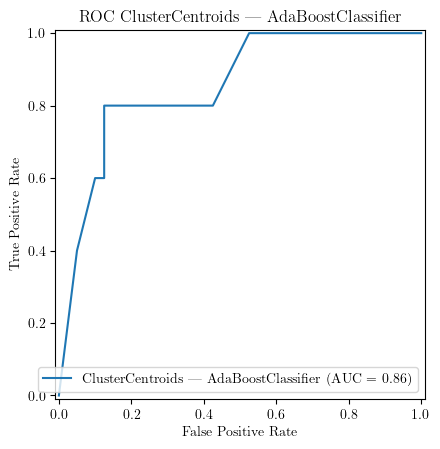 ROC ClusterCentroids — AdaBoostClassifier
True Positive Rate
1.0
0.8
0.6
0.4
0.2
0.0
ClusterCentroids — AdaBoostClassifier (AUC = 0.86)
0.0 0.2 0.4 0.6 0.8 1.0
False Positive Rate